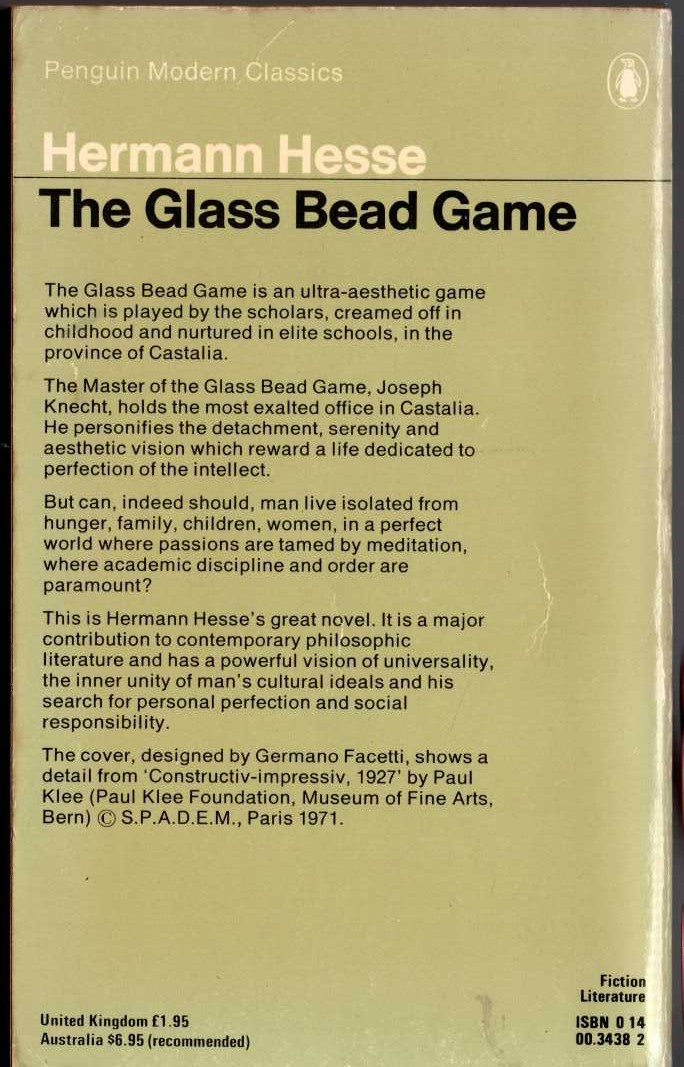 Penguin Modern Classics
Hermann Hesse
The Glass Bead Game
The Glass Bead Game is an ultra-aesthetic game
which is played by the scholars, creamed off in
childhood and nurtured in elite schools, in the
province of Castalia.
The Master of the Glass Bead Game, Joseph
Knecht, holds the most exalted office in Castalia.
He personifies the detachment, serenity and
aesthetic vision which reward a life dedicated to
perfection of the intellect.
But can, indeed should, man live isolated from
hunger, family, children, women, in a perfect
world where passions are tamed by meditation,
where academic discipline and order are
paramount?
This is Hermann Hesse's great novel. It is a major
contribution to contemporary philosophic
literature and has a powerful vision of universality,
the inner unity of man's cultural ideals and his
search for personal perfection and social
responsibility.
The cover, designed by Germano Facetti, shows a
detail from ‘Constructiv-impressiv, 1927’ by Paul
Klee (Paul Klee Foundation, Museum of Fine Arts,
Bern) © S.P.A.D.E.M., Paris 1971.
Fiction
Literature
United Kingdom £1.95
Australia $6.95 (recommended)
ISBN 0 14
00.3438 2